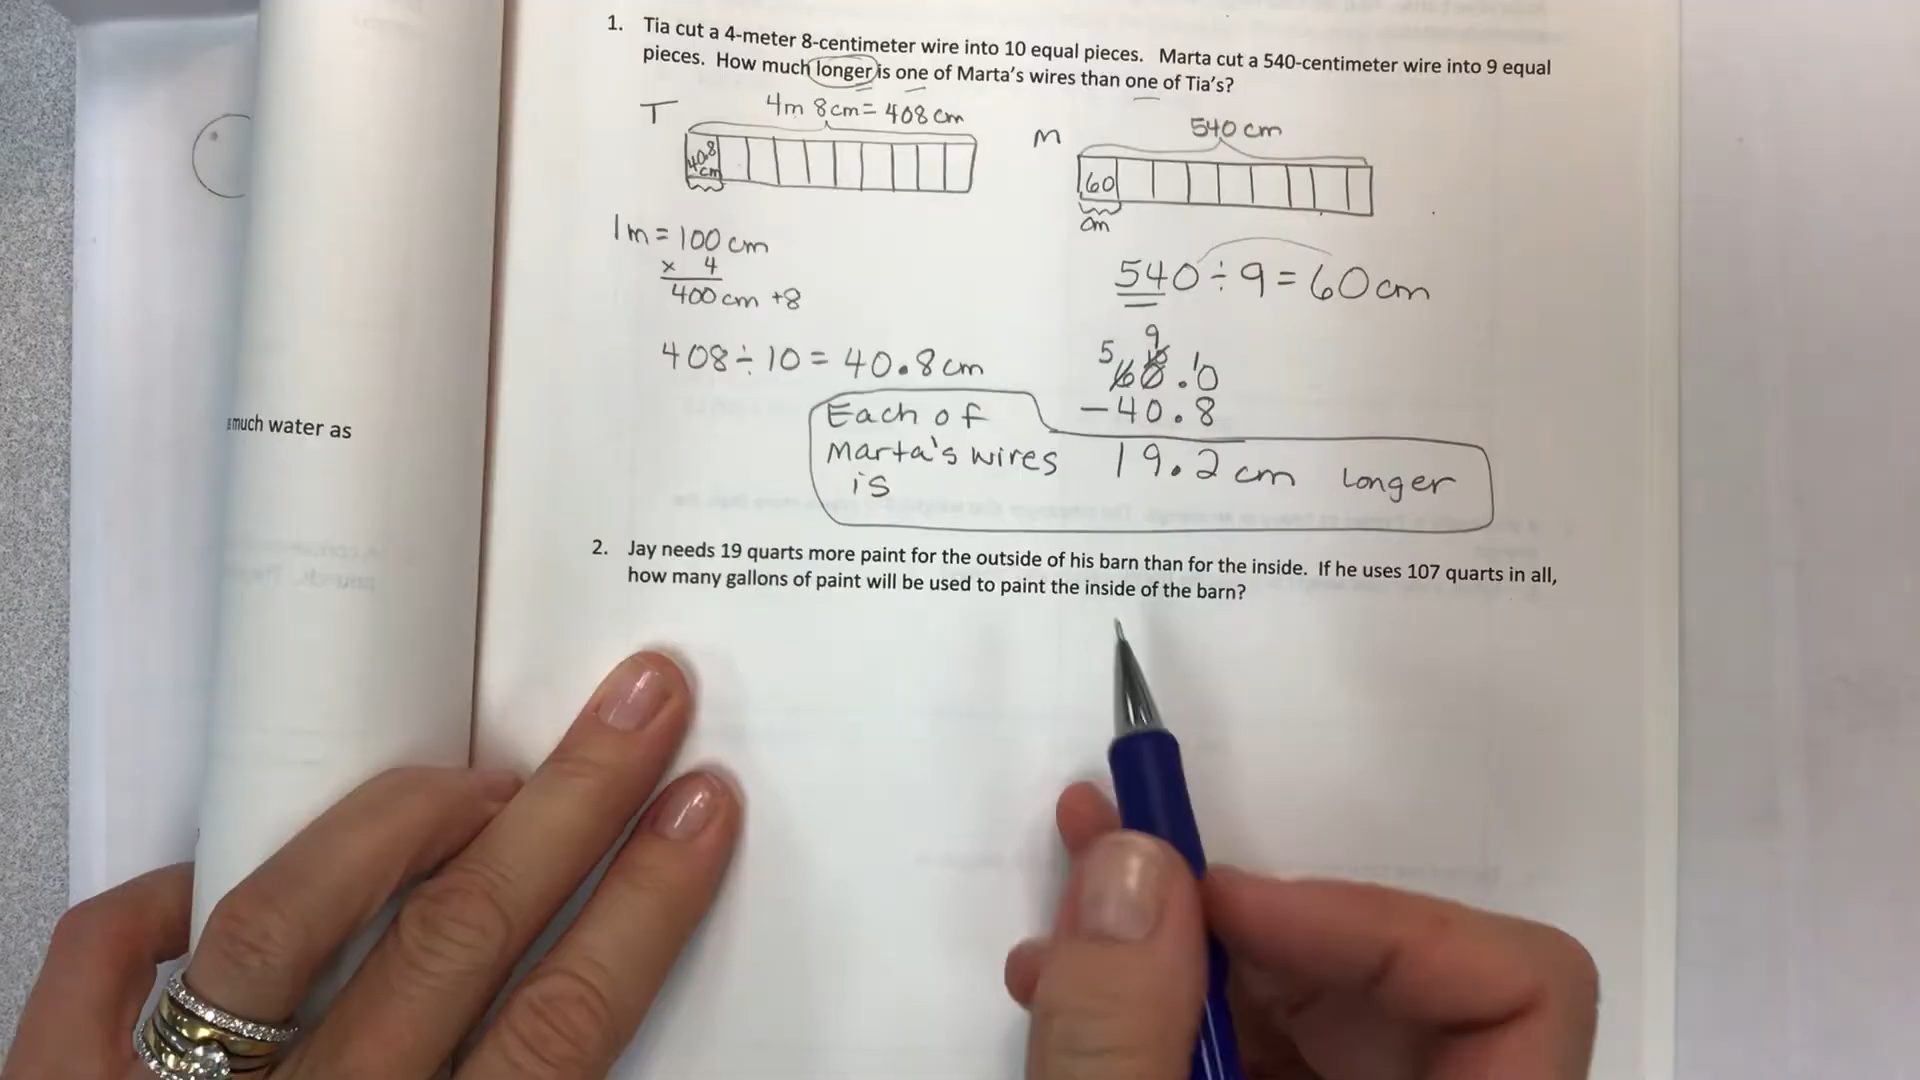 1. Tia cut a 4-meter 8-centimeter wire into 10 equal pieces. Marta cut a 540-centimeter wire into 9 equal
pieces. How much longer is one of Marta's wires than one of Tia's?
T
4m 8cm = 408 cm
40.8
cm
M
540 cm
60
cm
1m = 100 cm
x 4
400 cm +8
408 ÷ 10 = 40.8 cm
540 ÷ 9 = 60 cm
5 9
60.10
- 40.8
19.2 cm longer
Each of
Marta's wires
is
much water as
2. Jay needs 19 quarts more paint for the outside of his barn than for the inside. If he uses 107 quarts in all,
how many gallons of paint will be used to paint the inside of the barn?